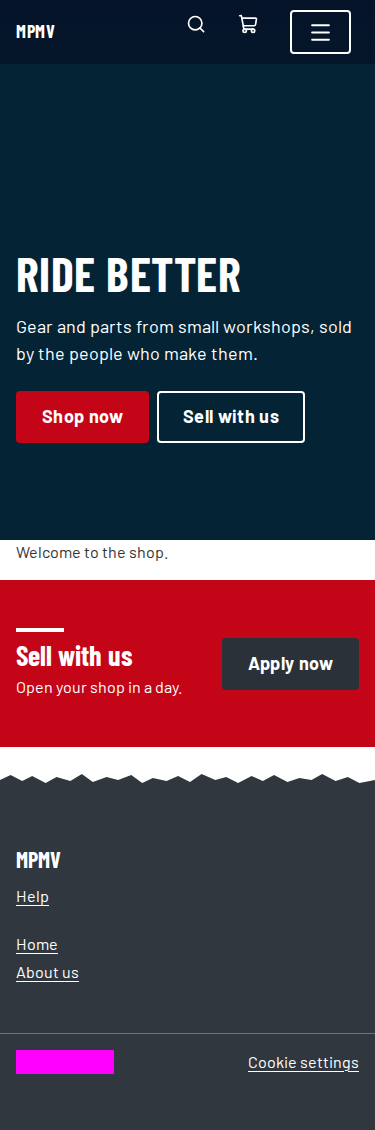 MPMV
RIDE BETTER
Gear and parts from small workshops, sold
by the people who make them.
Shop now
Sell with us
Welcome to the shop.
Sell with us
Open your shop in a day.
Apply now
MPMV
Help
Home
About us
Cookie settings